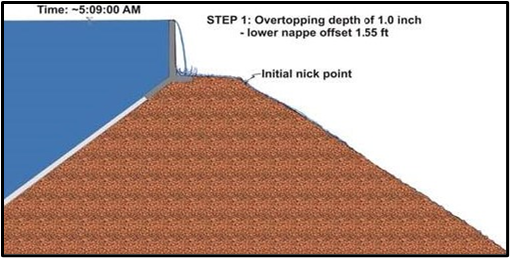 Time: ~5:09:00 AM
STEP 1: Overtopping depth of 1.0 inch
- lower nappe offset 1.55 ft
Initial nick point